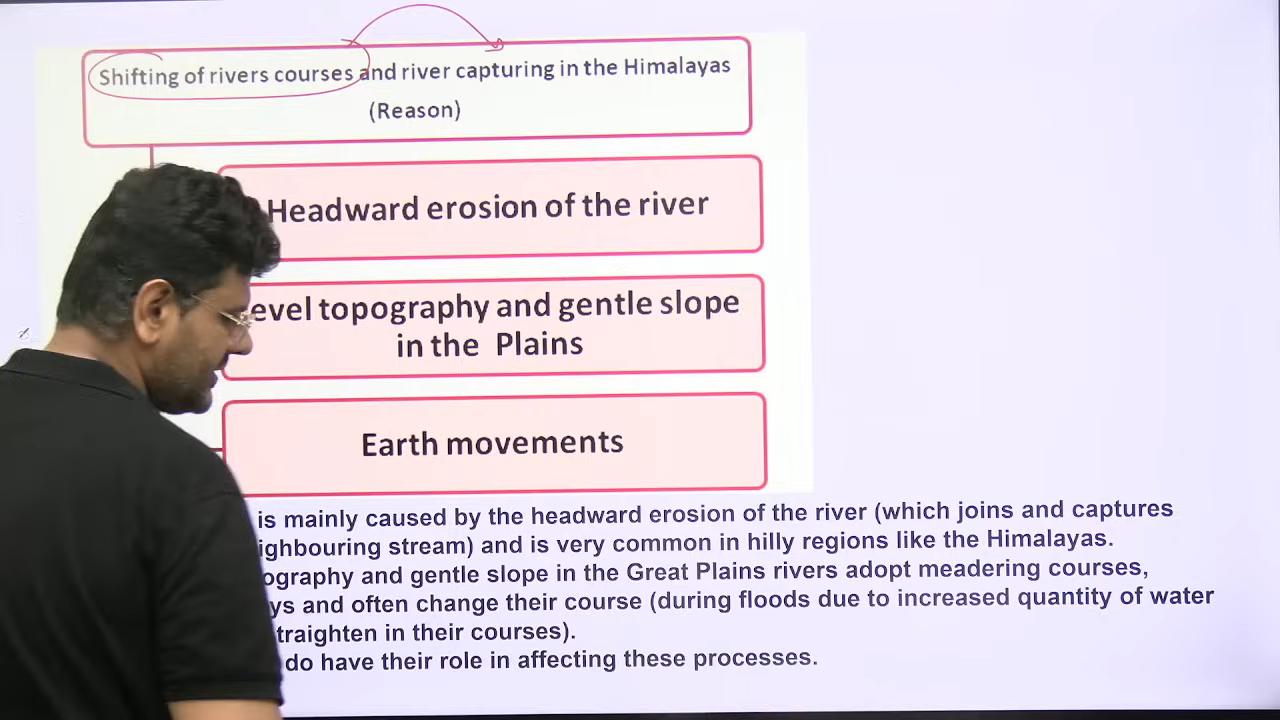 Shifting of rivers courses and river capturing in the Himalayas
(Reason)
Headward erosion of the river
evel topography and gentle slope
in the Plains
Earth movements
is mainly caused by the headward erosion of the river (which joins and captures
ighbouring stream) and is very common in hilly regions like the Himalayas.
ography and gentle slope in the Great Plains rivers adopt meadering courses,
ys and often change their course (during floods due to increased quantity of water
traighten in their courses).
do have their role in affecting these processes.